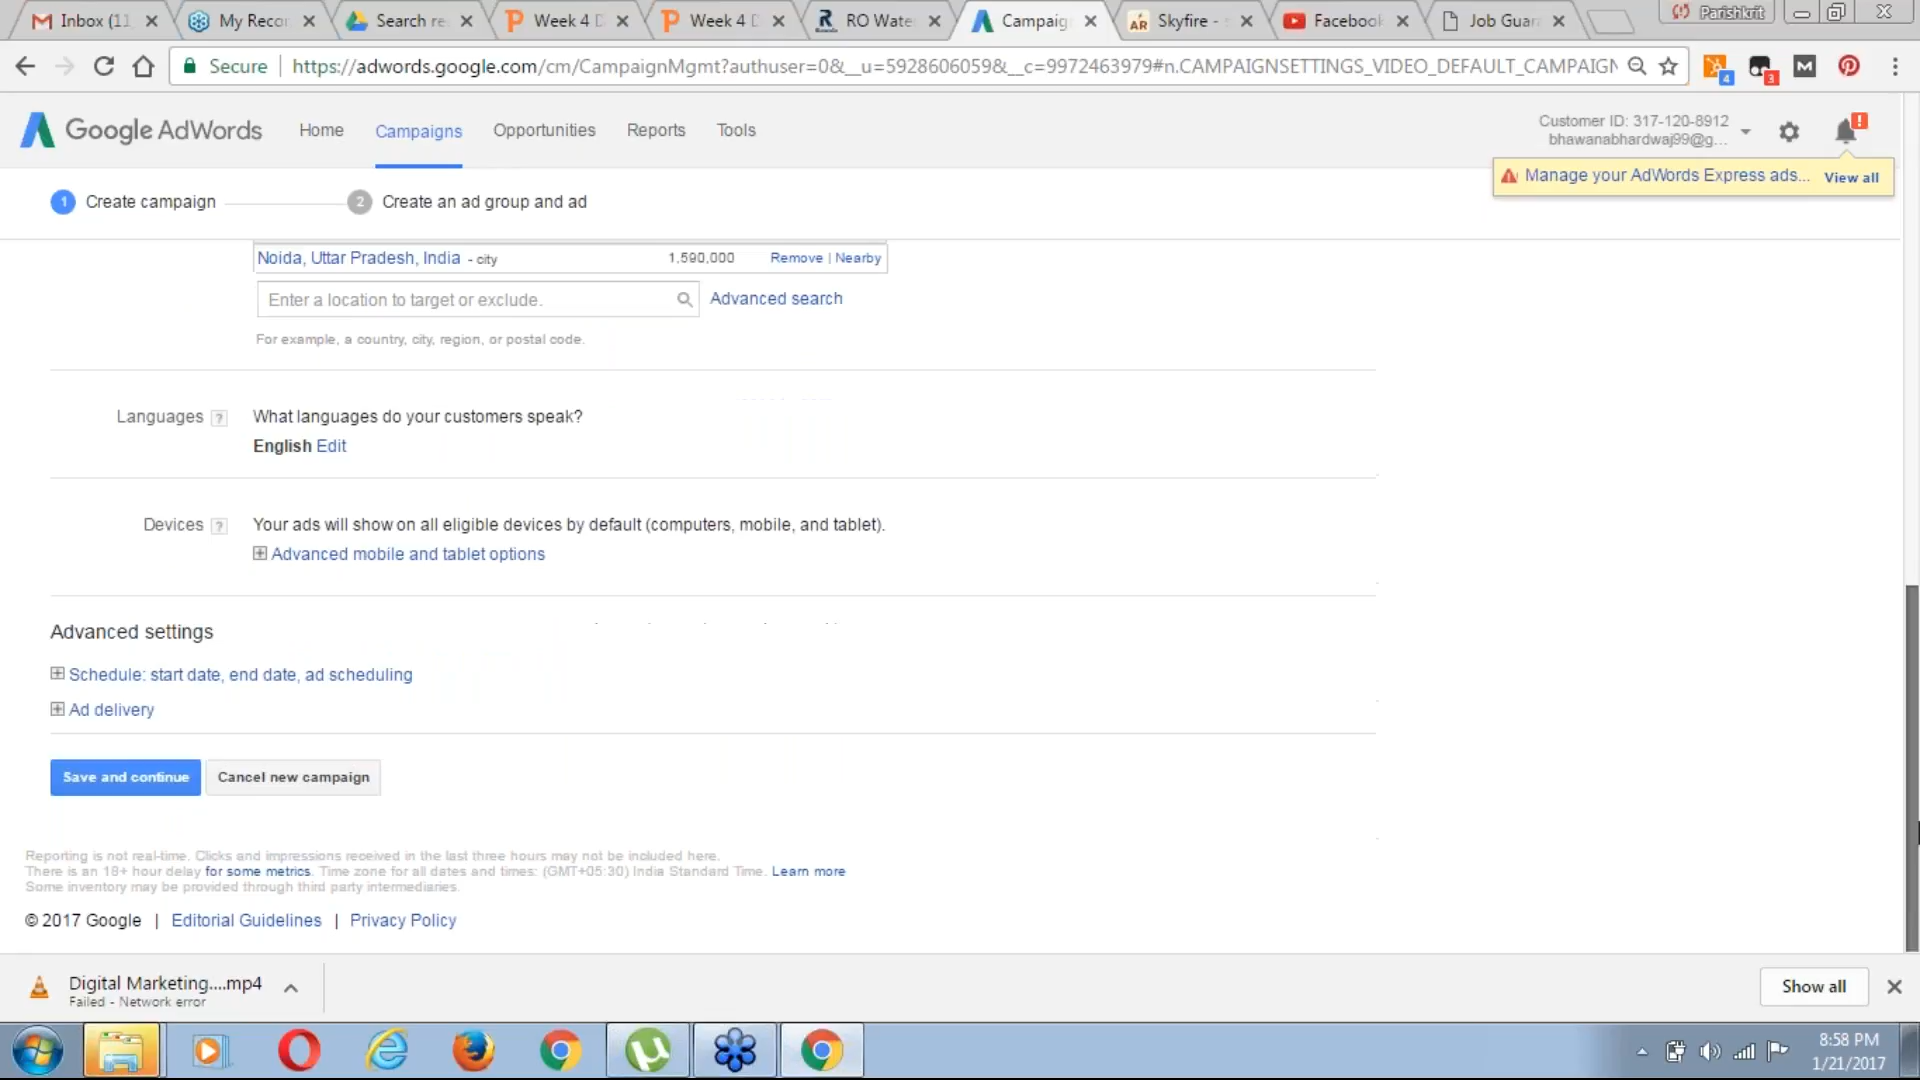 Inbox (11
My Recor
Search re
Week 4 D
Week 4 D
RO Wate
Campaig
Skyfire -
Facebook
Job Guar
Parishkrit
Secure
https://adwords.google.com/cm/CampaignMgmt?authuser=0&__u=5928606059&__c=9972463979#n.CAMPAIGNSETTINGS_VIDEO_DEFAULT_CAMPAIGN
4
3
Google AdWords
Home
Campaigns
Opportunities
Reports
Tools
Customer ID: 317-120-8912
bhawanabhardwaj99@g...
Manage your AdWords Express ads... View all
1 Create campaign
2 Create an ad group and ad
Noida, Uttar Pradesh, India - city 1,590,000 Remove | Nearby
Enter a location to target or exclude. Advanced search
For example, a country, city, region, or postal code.
Languages ? What languages do your customers speak?
English Edit
Devices ? Your ads will show on all eligible devices by default (computers, mobile, and tablet).
Advanced mobile and tablet options
Advanced settings
Schedule: start date, end date, ad scheduling
Ad delivery
Save and continue Cancel new campaign
Reporting is not real-time. Clicks and impressions received in the last three hours may not be included here.
There is an 18+ hour delay for some metrics. Time zone for all dates and times: (GMT+05:30) India Standard Time. Learn more
Some inventory may be provided through third party intermediaries.
© 2017 Google | Editorial Guidelines | Privacy Policy
Digital Marketing....mp4
Failed - Network error
Show all
8:58 PM
1/21/2017